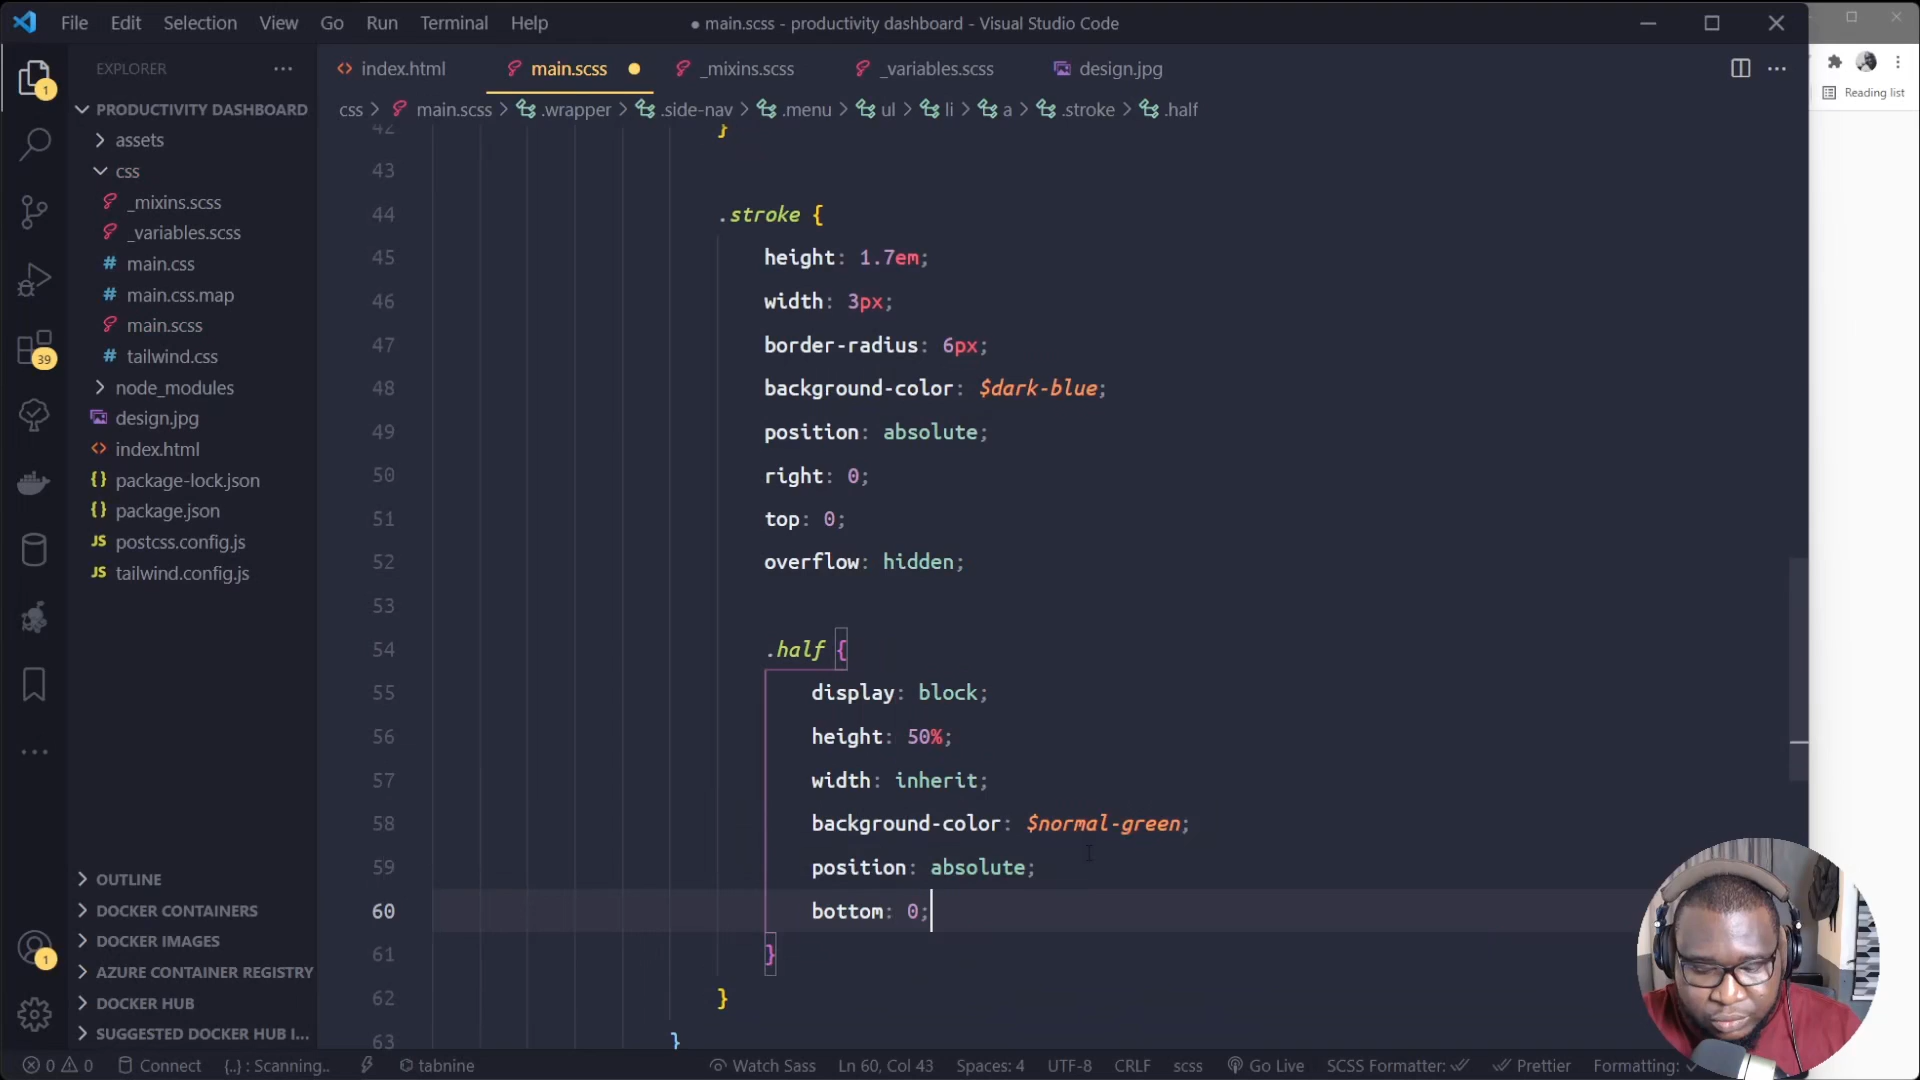 File Edit Selection View Go Run Terminal Help
● main.scss - productivity dashboard - Visual Studio Code
EXPLORER
index.html
main.scss
_mixins.scss
_variables.scss
design.jpg
Reading list
css > main.scss > .wrapper > .side-nav > .menu > ul > li > a > .stroke > .half
PRODUCTIVITY DASHBOARD
assets
css
_mixins.scss
_variables.scss
main.css
main.css.map
main.scss
tailwind.css
node_modules
design.jpg
index.html
package-lock.json
package.json
postcss.config.js
tailwind.config.js
OUTLINE
DOCKER CONTAINERS
DOCKER IMAGES
AZURE CONTAINER REGISTRY
DOCKER HUB
SUGGESTED DOCKER HUB I...
1
39
1
42 }
43
44 .stroke {
45 height: 1.7em;
46 width: 3px;
47 border-radius: 6px;
48 background-color: $dark-blue;
49 position: absolute;
50 right: 0;
51 top: 0;
52 overflow: hidden;
53
54 .half {
55 display: block;
56 height: 50%;
57 width: inherit;
58 background-color: $normal-green;
59 position: absolute;
60 bottom: 0;
61 }
62 }
63 }
0 0 Connect {..} : Scanning.. tabnine Watch Sass Ln 60, Col 43 Spaces: 4 UTF-8 CRLF scss Go Live SCSS Formatter: Prettier Formatting: